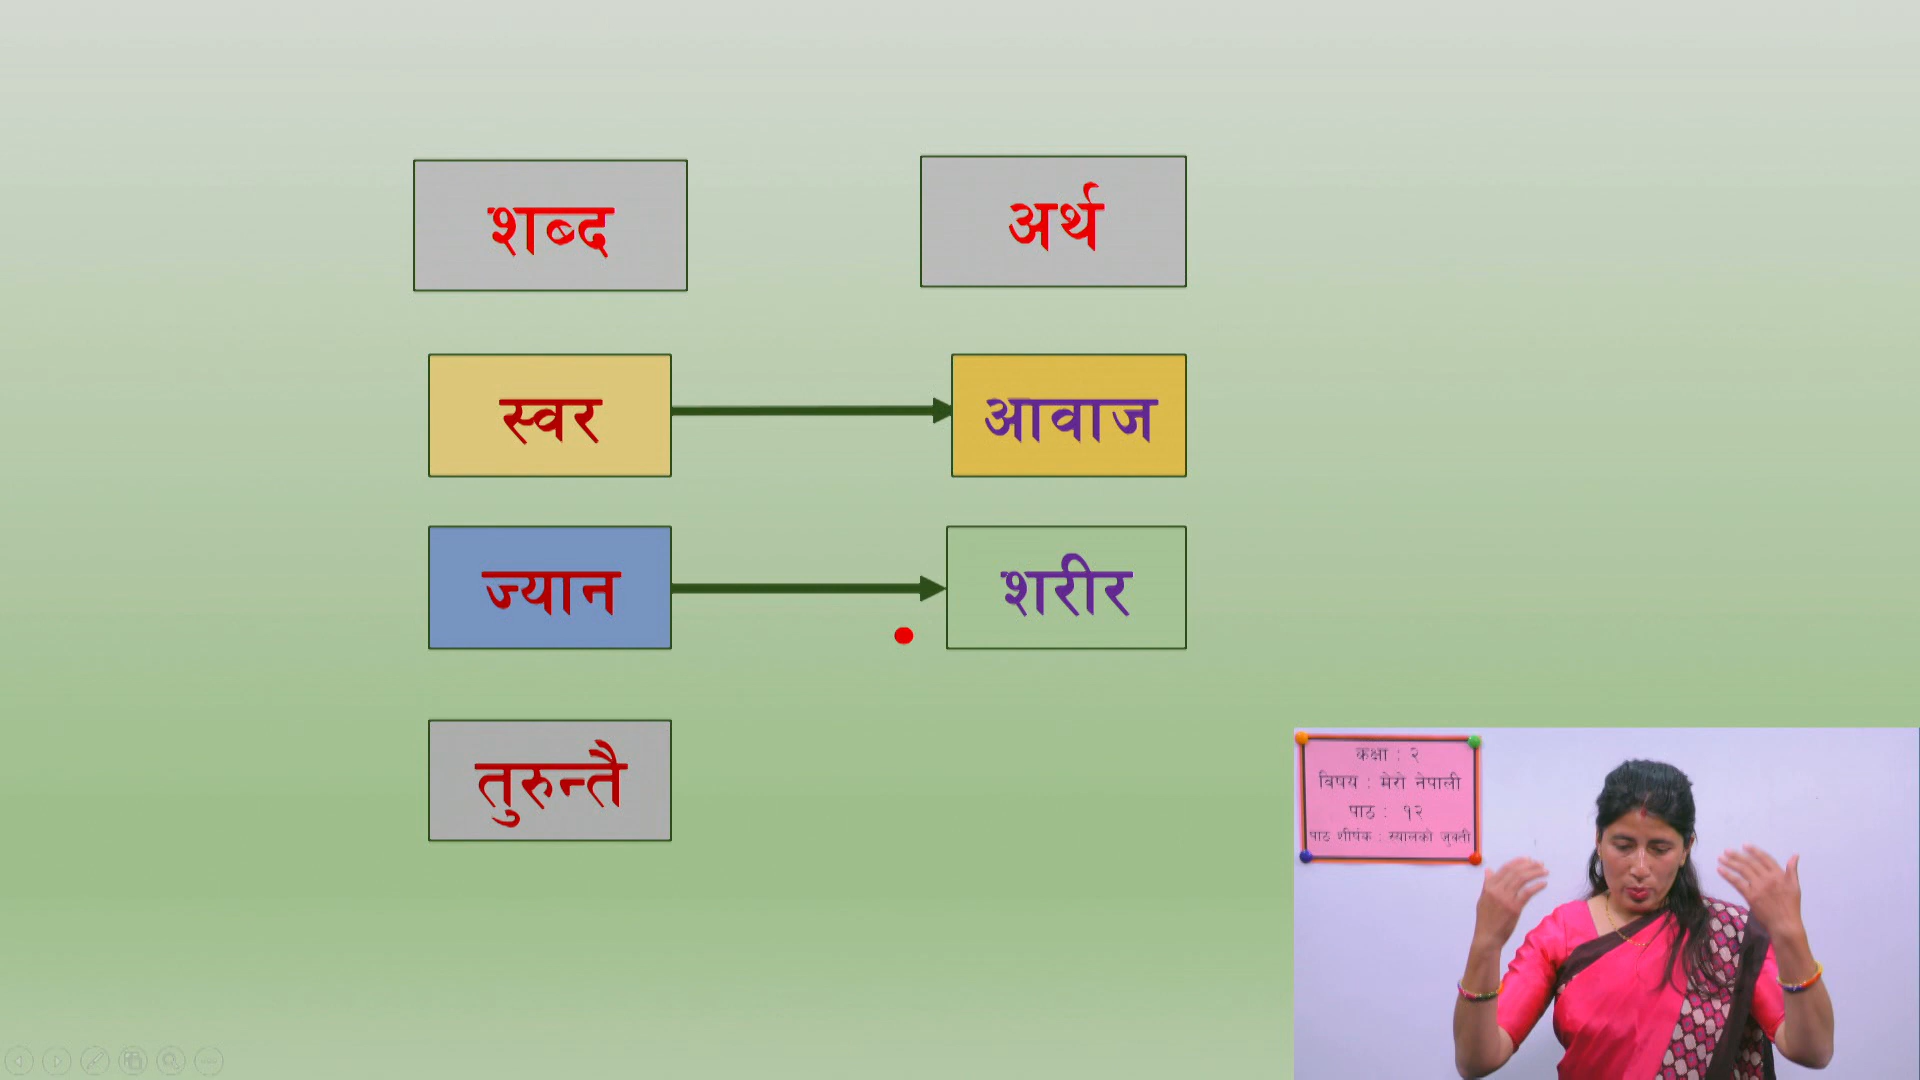 शब्द
अर्थ
स्वर
आवाज
ज्यान
शरीर
तुरुन्तै
कक्षा : २
विषय : मेरो नेपाली
पाठ : १२
पाठ शीर्षक : स्यालको जुक्ती